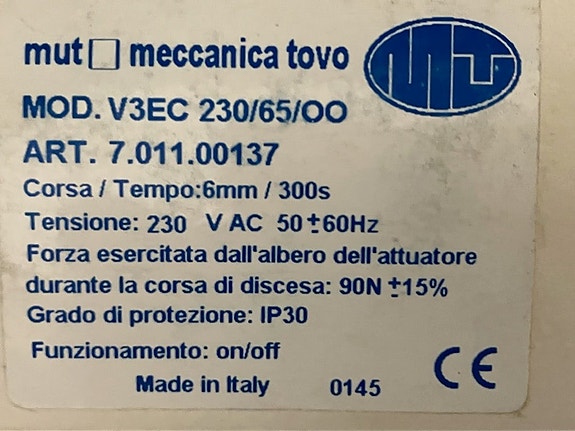 mut□ meccanica tovo
MUT
MOD. V3EC 230/65/OO
ART. 7.011.00137
Corsa / Tempo:6mm / 300s
Tensione: 230 V AC 50±60Hz
Forza esercitata dall'albero dell'attuatore
durante la corsa di discesa: 90N ±15%
Grado di protezione: IP30
Funzionamento: on/off
Made in Italy 0145 CE